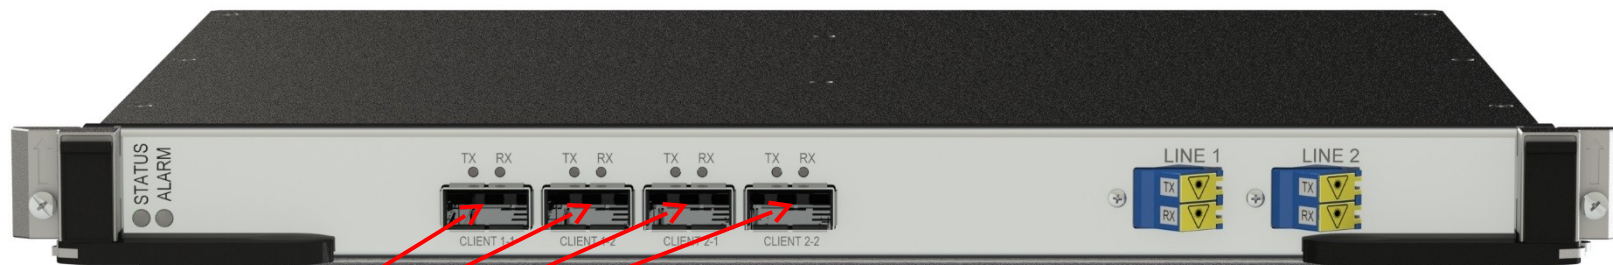 STATUS
ALARM
TX RX TX RX TX RX TX RX
CLIENT 1-1 CLIENT 1-2 CLIENT 2-1 CLIENT 2-2
LINE 1 LINE 2
TX TX
RX RX